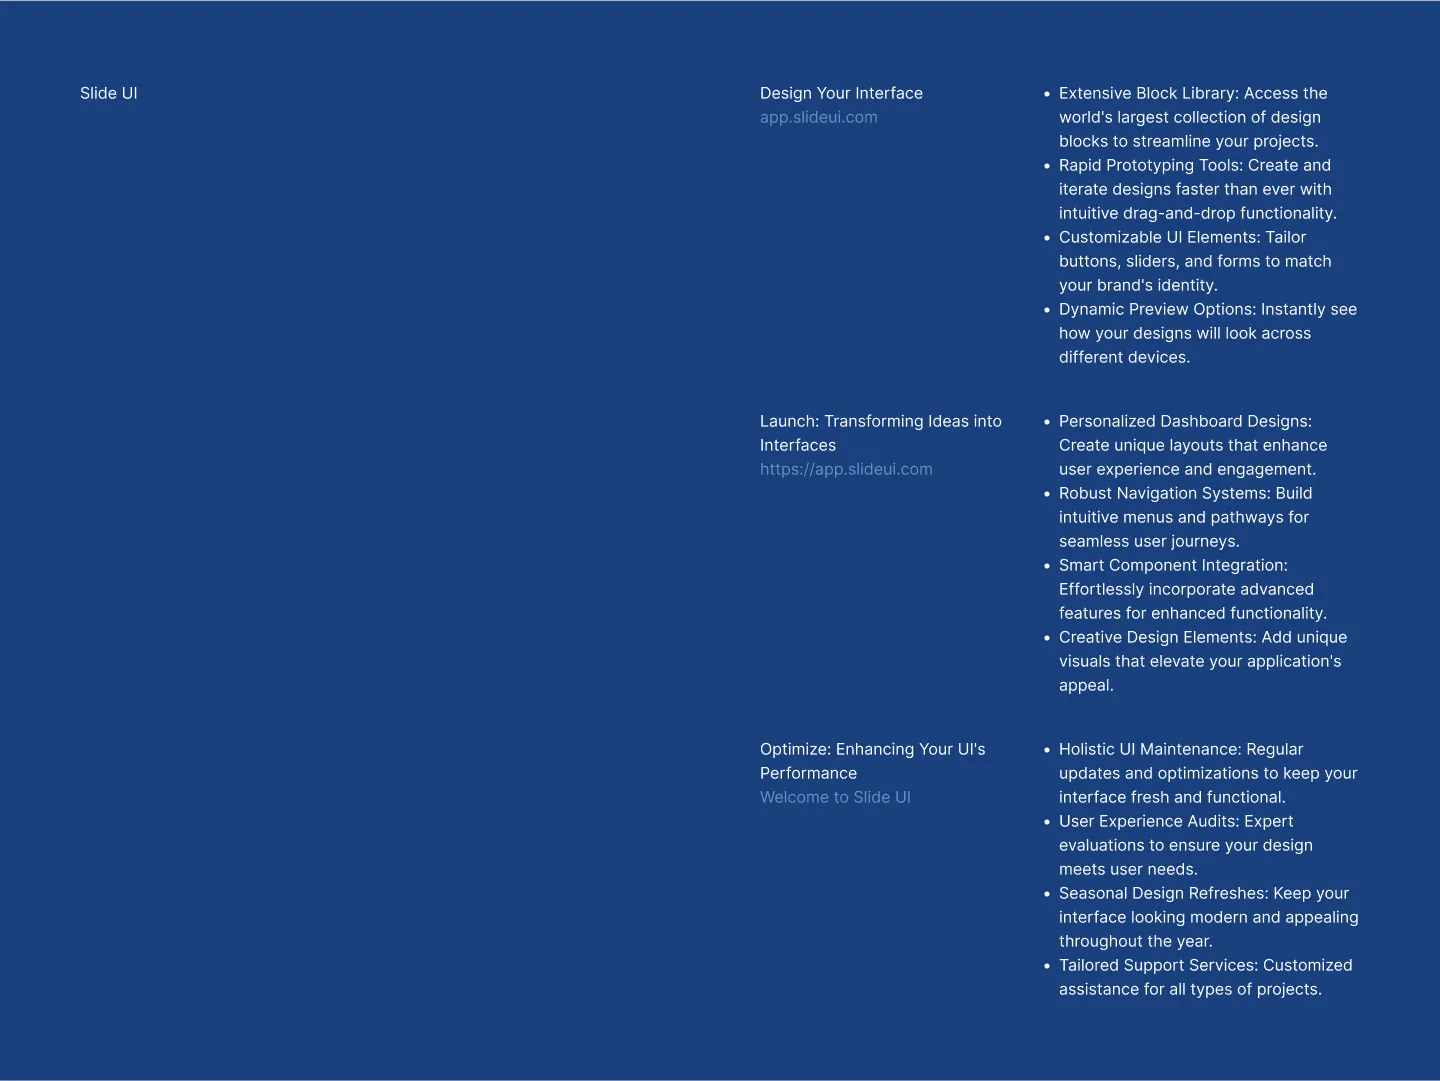 Slide UI
Design Your Interface
app.slideui.com
• Extensive Block Library: Access the
world's largest collection of design
blocks to streamline your projects.
• Rapid Prototyping Tools: Create and
iterate designs faster than ever with
intuitive drag-and-drop functionality.
• Customizable UI Elements: Tailor
buttons, sliders, and forms to match
your brand's identity.
• Dynamic Preview Options: Instantly see
how your designs will look across
different devices.
Launch: Transforming Ideas into
Interfaces
https://app.slideui.com
• Personalized Dashboard Designs:
Create unique layouts that enhance
user experience and engagement.
• Robust Navigation Systems: Build
intuitive menus and pathways for
seamless user journeys.
• Smart Component Integration:
Effortlessly incorporate advanced
features for enhanced functionality.
• Creative Design Elements: Add unique
visuals that elevate your application's
appeal.
Optimize: Enhancing Your UI's
Performance
Welcome to Slide UI
• Holistic UI Maintenance: Regular
updates and optimizations to keep your
interface fresh and functional.
• User Experience Audits: Expert
evaluations to ensure your design
meets user needs.
• Seasonal Design Refreshes: Keep your
interface looking modern and appealing
throughout the year.
• Tailored Support Services: Customized
assistance for all types of projects.